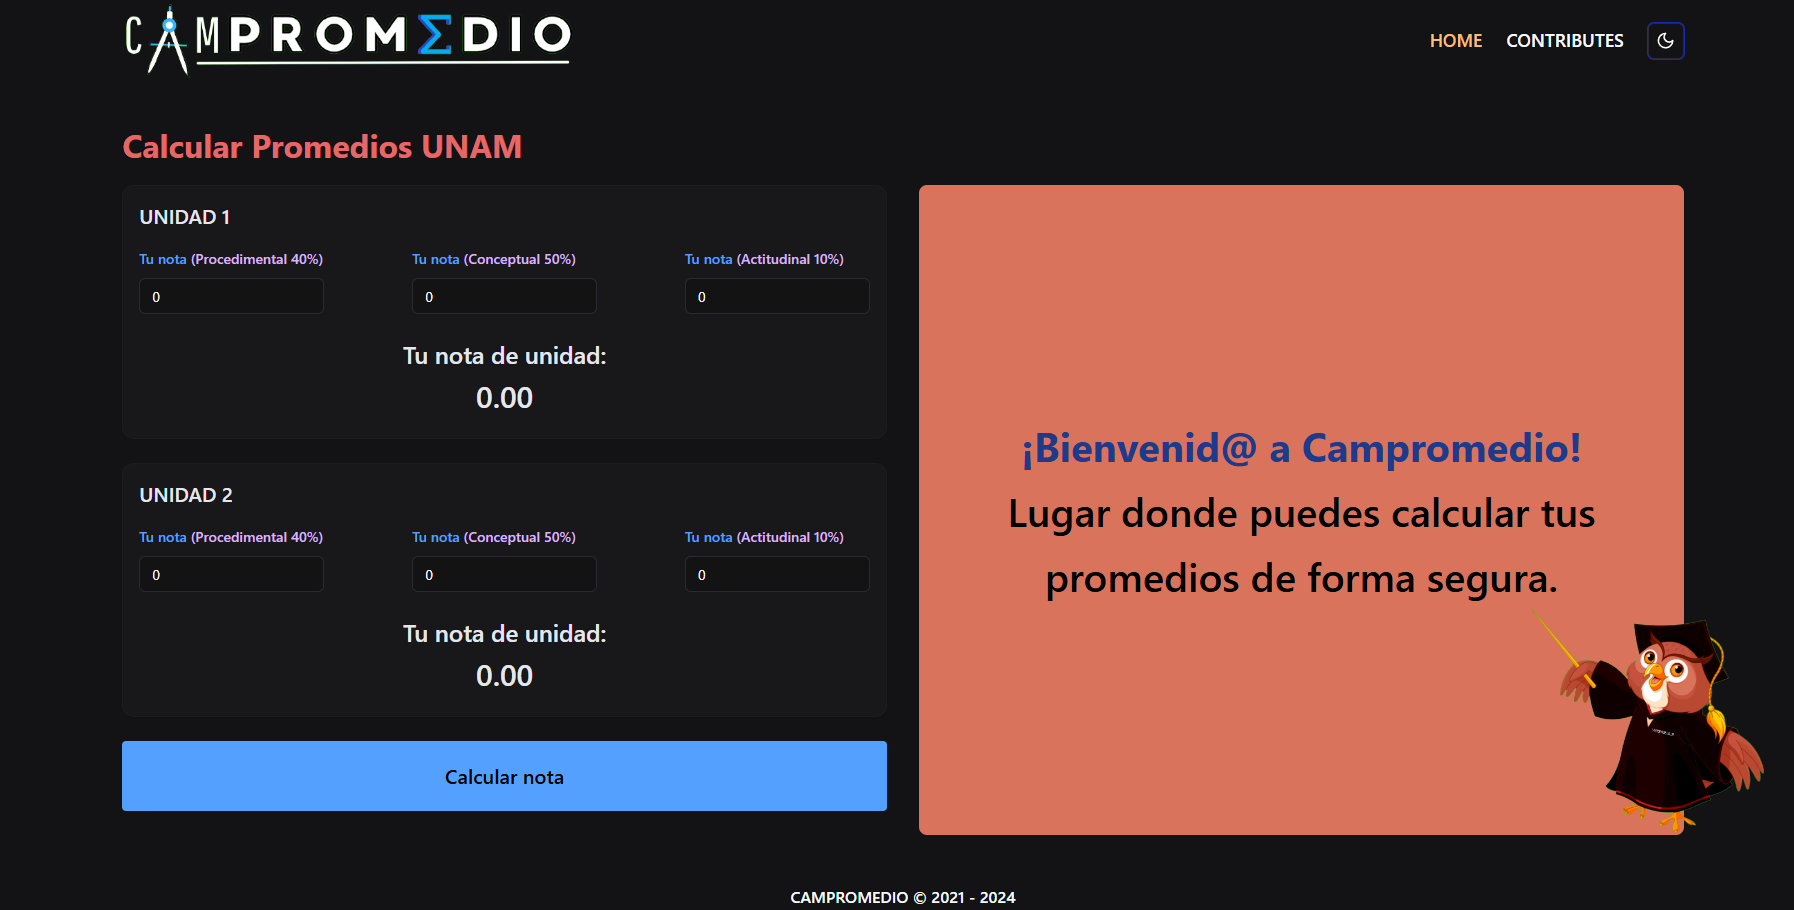 CAMPROMΣDIO
HOME CONTRIBUTES
Calcular Promedios UNAM
UNIDAD 1
Tu nota (Procedimental 40%) Tu nota (Conceptual 50%) Tu nota (Actitudinal 10%)
0 0 0
Tu nota de unidad:
0.00
UNIDAD 2
Tu nota (Procedimental 40%) Tu nota (Conceptual 50%) Tu nota (Actitudinal 10%)
0 0 0
Tu nota de unidad:
0.00
Calcular nota
¡Bienvenid@ a Campromedio!
Lugar donde puedes calcular tus
promedios de forma segura.
CAMPROMEDIO © 2021 - 2024